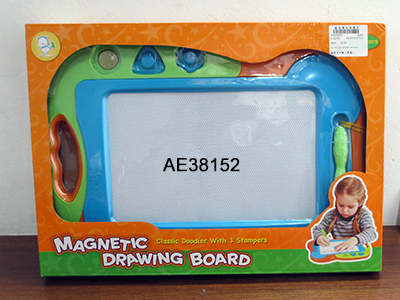 AE38152
MAGNETIC
DRAWING BOARD
Classic Doodler With 3 Stampers